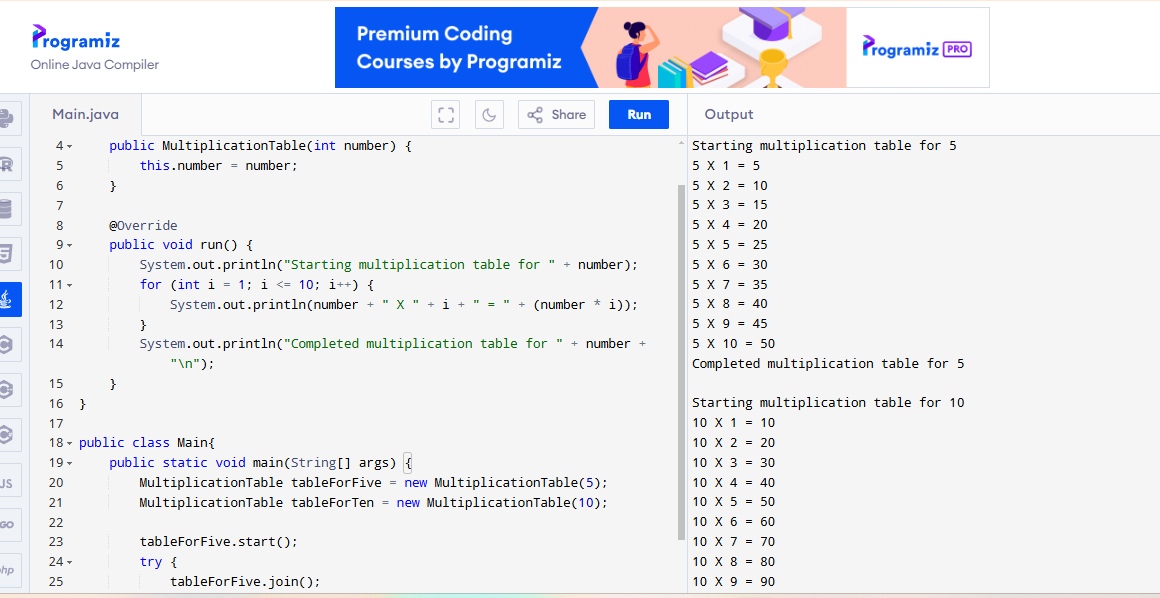 Programiz
Online Java Compiler
Premium Coding
Courses by Programiz
Programiz PRO
Main.java
Share
Run
Output
4 public MultiplicationTable(int number) {
5 this.number = number;
6 }
7
8 @Override
9 public void run() {
10 System.out.println("Starting multiplication table for " + number);
11 for (int i = 1; i <= 10; i++) {
12 System.out.println(number + " X " + i + " = " + (number * i));
13 }
14 System.out.println("Completed multiplication table for " + number +
"\n");
15 }
16 }
17
18 public class Main{
19 public static void main(String[] args) {
20 MultiplicationTable tableForFive = new MultiplicationTable(5);
21 MultiplicationTable tableForTen = new MultiplicationTable(10);
22
23 tableForFive.start();
24 try {
25 tableForFive.join();
Starting multiplication table for 5
5 X 1 = 5
5 X 2 = 10
5 X 3 = 15
5 X 4 = 20
5 X 5 = 25
5 X 6 = 30
5 X 7 = 35
5 X 8 = 40
5 X 9 = 45
5 X 10 = 50
Completed multiplication table for 5
Starting multiplication table for 10
10 X 1 = 10
10 X 2 = 20
10 X 3 = 30
10 X 4 = 40
10 X 5 = 50
10 X 6 = 60
10 X 7 = 70
10 X 8 = 80
10 X 9 = 90
R
JS
GO
php